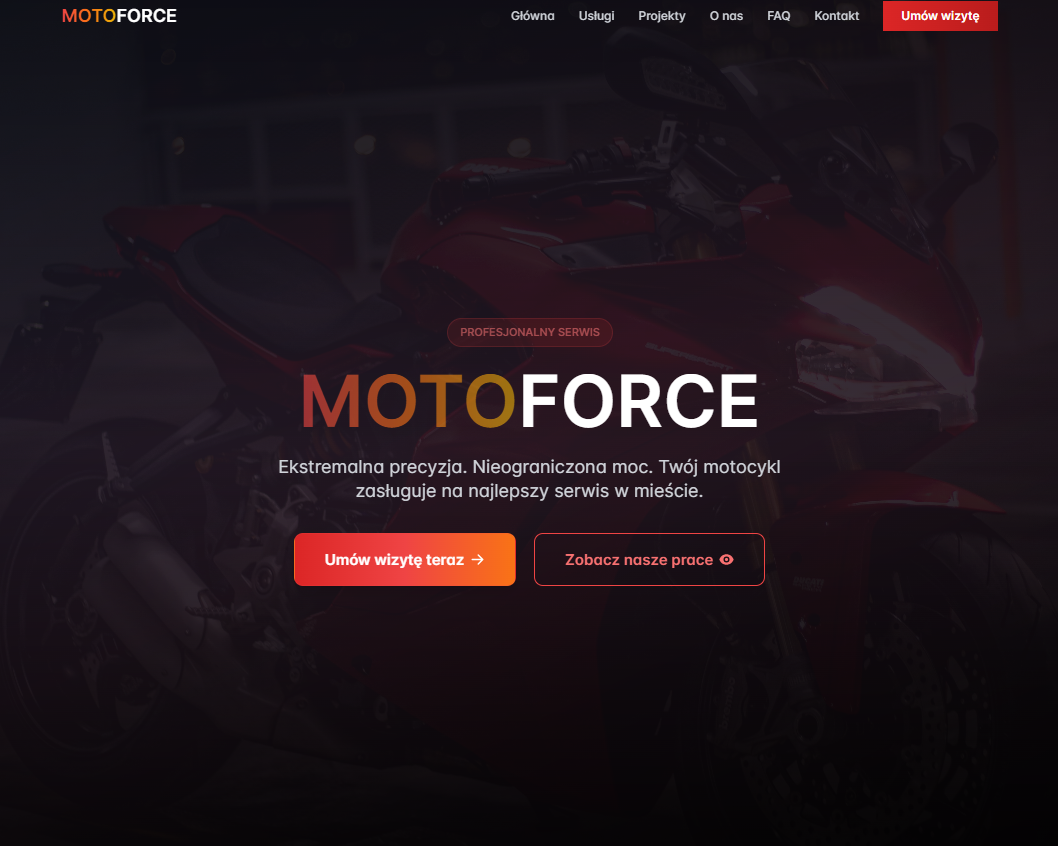 MOTOFORCE
Główna Usługi Projekty O nas FAQ Kontakt Umów wizytę
PROFESJONALNY SERWIS
MOTOFORCE
Ekstremalna precyzja. Nieograniczona moc. Twój motocykl
zasługuje na najlepszy serwis w mieście.
Umów wizytę teraz →
Zobacz nasze prace